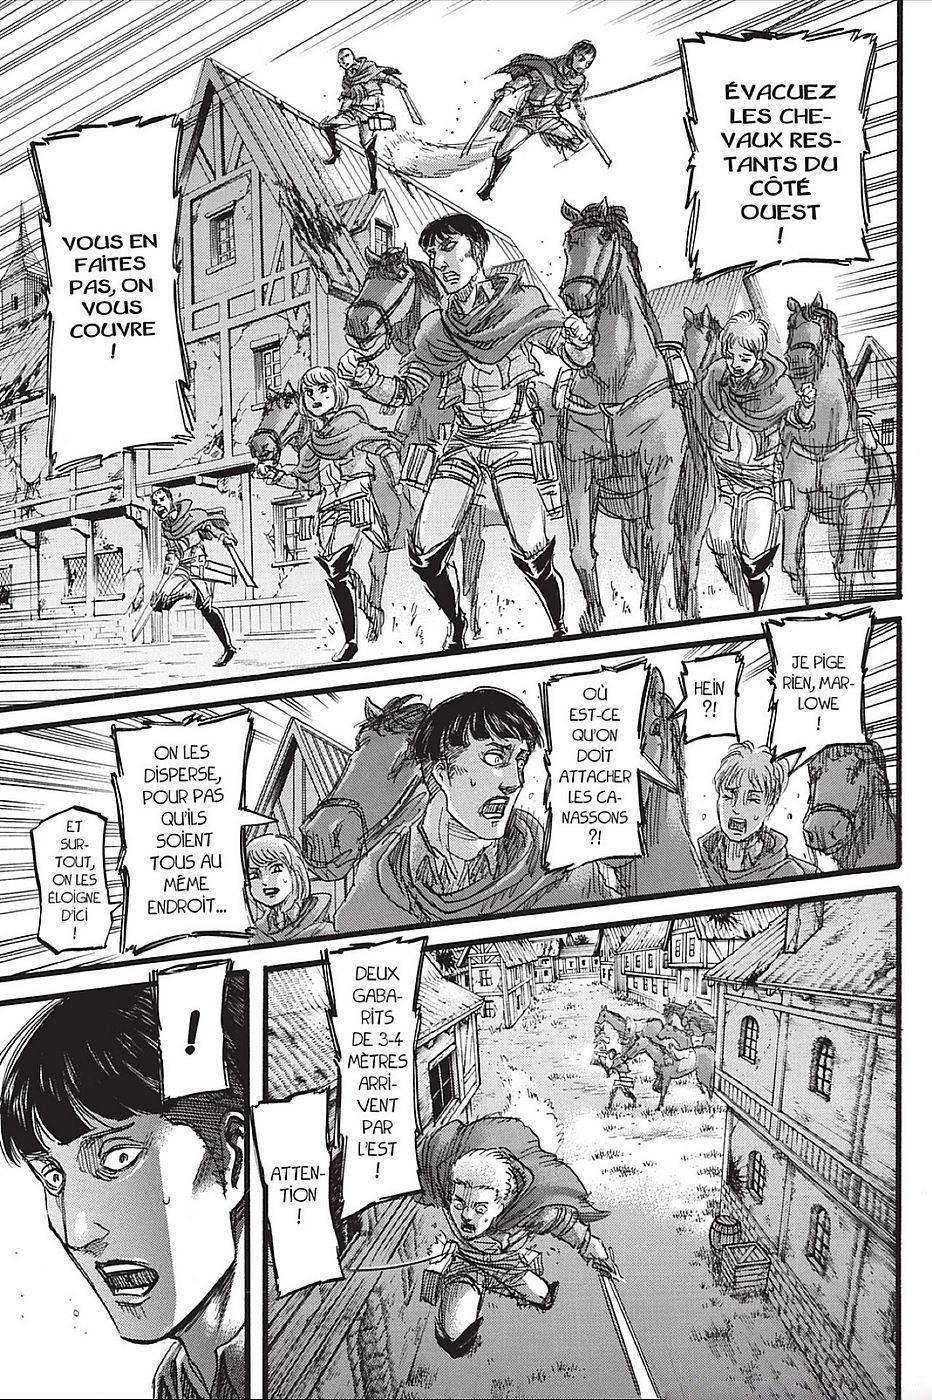 ÉVACUEZ
LES CHE-
VAUX RES-
TANTS DU
CÔTÉ
OUEST
!
VOUS EN
FAITES
PAS, ON
VOUS
COUVRE
!
JE PIGE
RIEN, MAR-
LOWE
!
HEIN
?!
OÙ
EST-CE
QU'ON
DOIT
ATTACHER
LES CA-
NASSONS
?!
ON LES
DISPERSE,
POUR PAS
QU'ILS
SOIENT
TOUS AU
MÊME
ENDROIT...
ET
SUR-
TOUT,
ON LES
ÉLOIGNE
D'ICI
!
DEUX
GABA-
RITS
DE 3-4
MÈTRES
ARRI-
VENT
PAR
L'EST
!
ATTEN-
TION
!
!